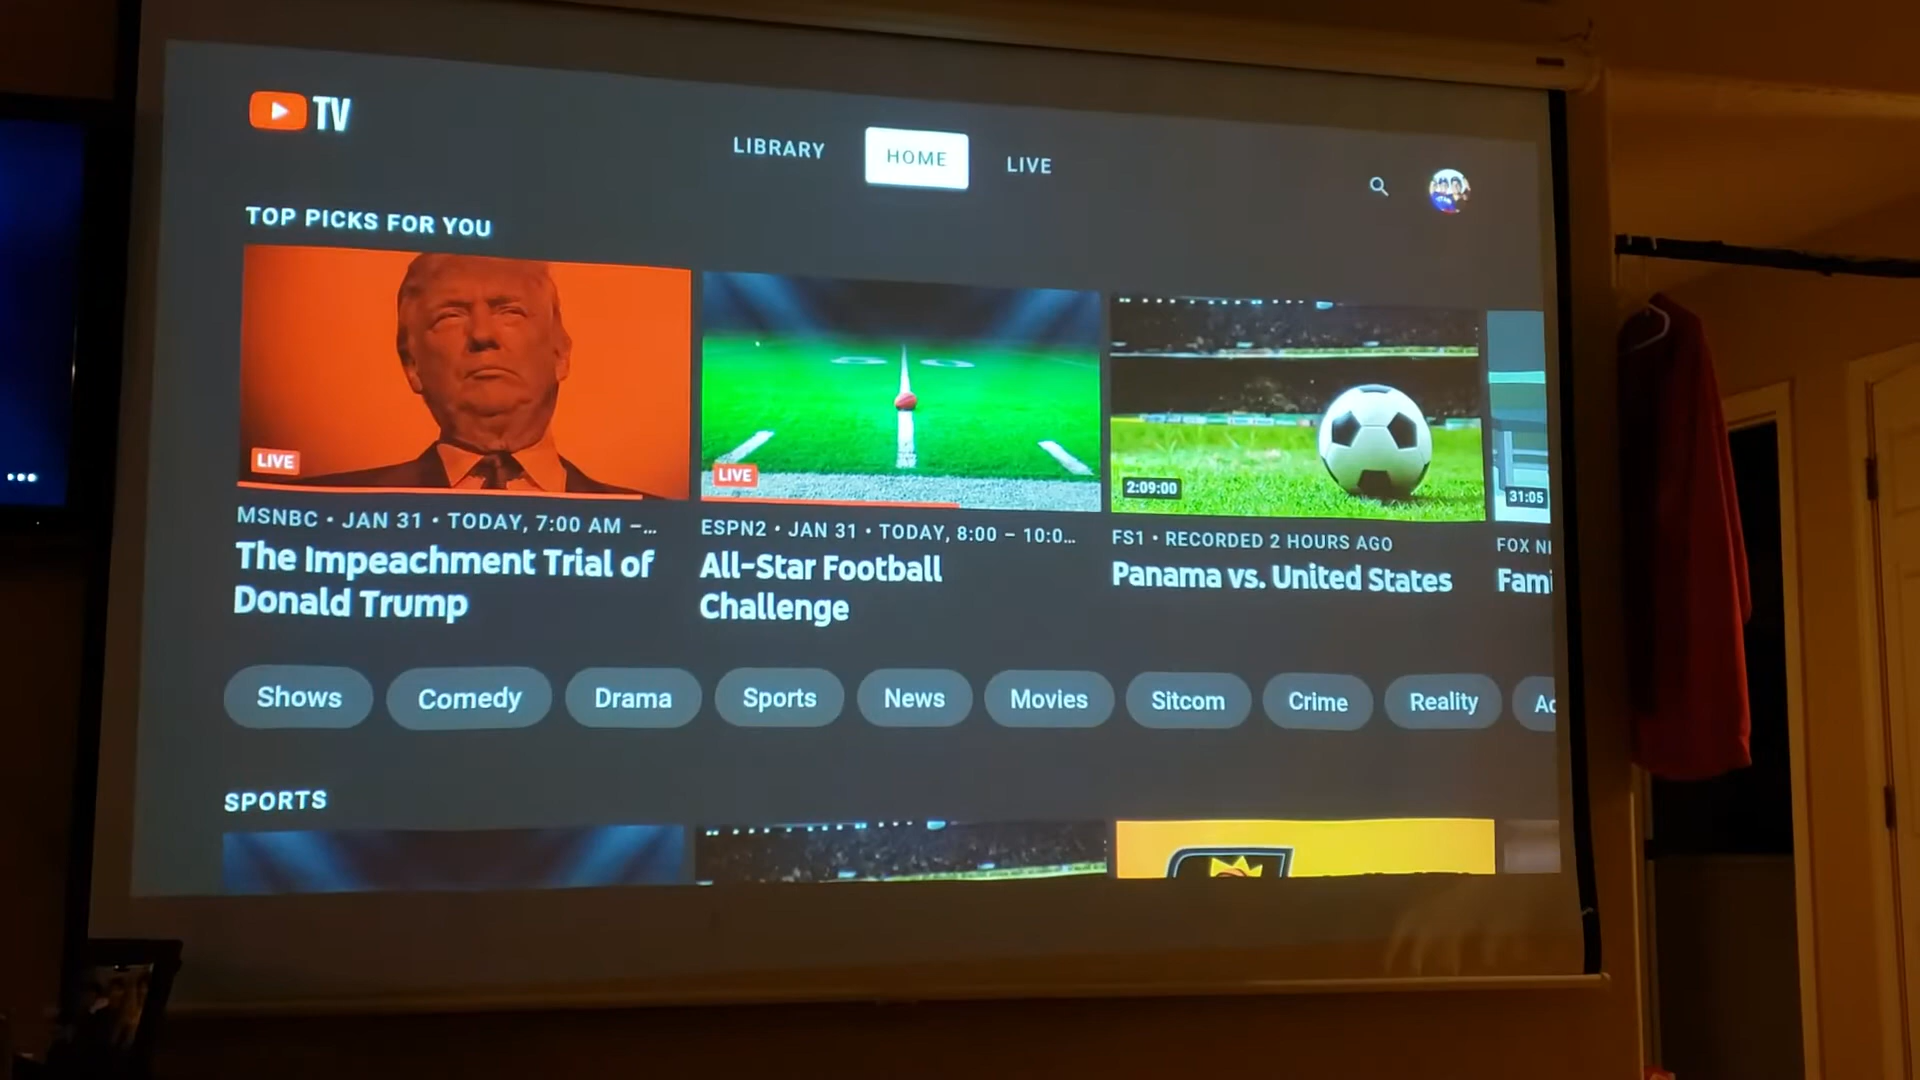 TV
LIBRARY
HOME
LIVE
TOP PICKS FOR YOU
LIVE
MSNBC • JAN 31 • TODAY, 7:00 AM –...
The Impeachment Trial of
Donald Trump
LIVE
ESPN2 • JAN 31 • TODAY, 8:00 – 10:0...
All-Star Football
Challenge
2:09:00
FS1 • RECORDED 2 HOURS AGO
Panama vs. United States
31:05
FOX N
Fami
Shows
Comedy
Drama
Sports
News
Movies
Sitcom
Crime
Reality
Ac
SPORTS